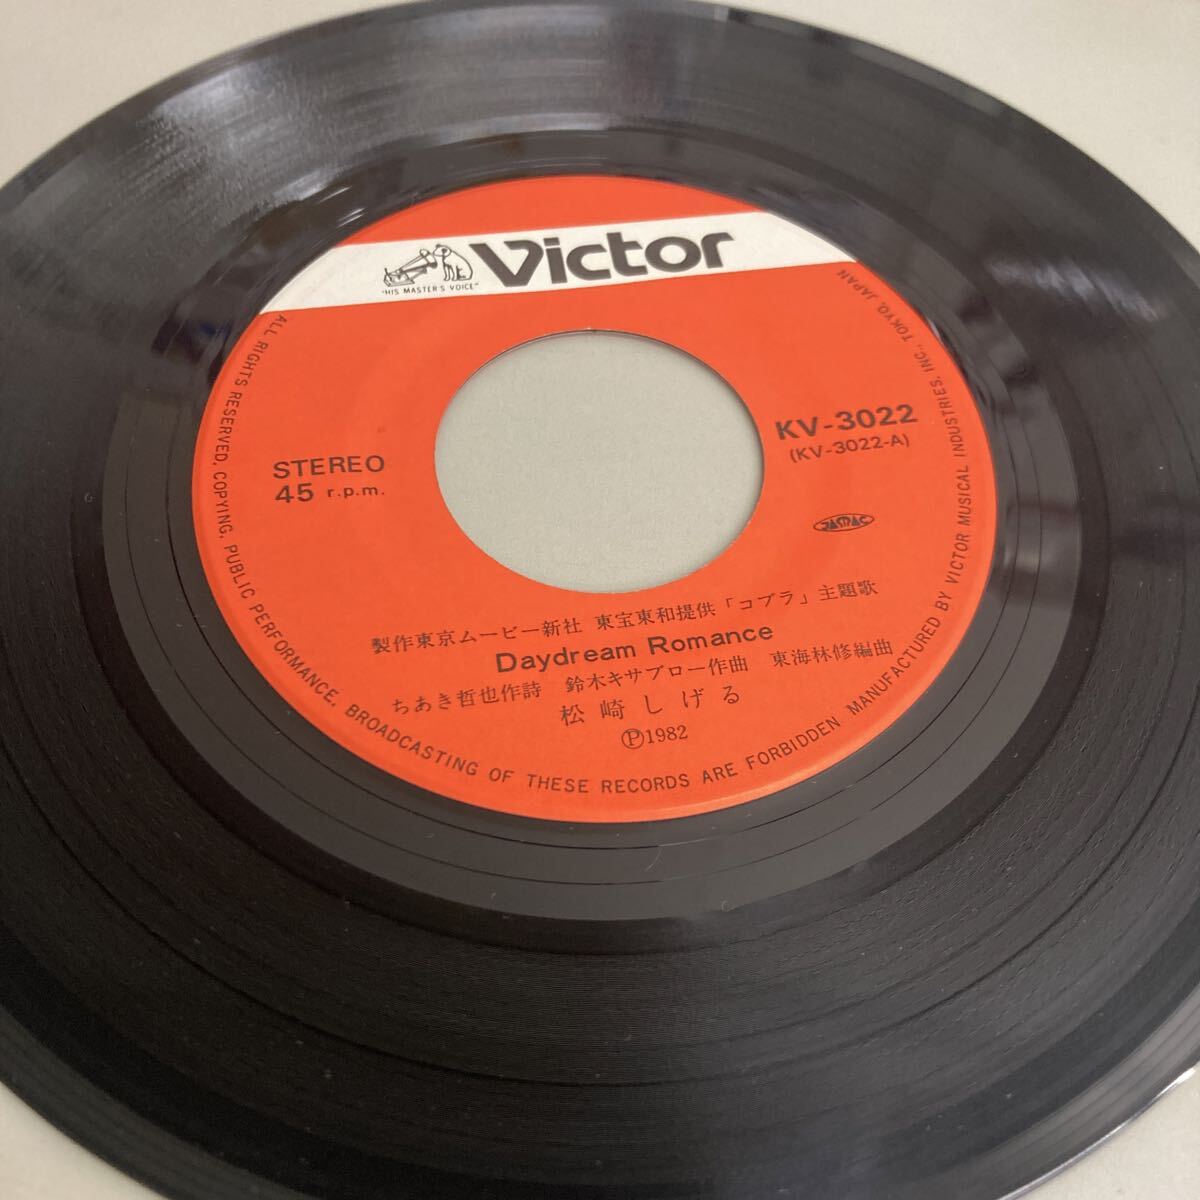 Victor
"HIS MASTER'S VOICE"
STEREO
45 r.p.m.
KV-3022
(KV-3022-A)
JASRAC
製作東京ムービー新社 東宝東和提供「コブラ」主題歌
Daydream Romance
ちあき哲也作詩 鈴木キサブロー作曲 東海林修編曲
松崎しげる
Ⓟ1982
ALL RIGHTS RESERVED, COPYING, PUBLIC PERFORMANCE, BROADCASTING OF THESE RECORDS ARE FORBIDDEN MANUFACTURED BY VICTOR MUSICAL INDUSTRIES, INC., TOKYO, JAPAN